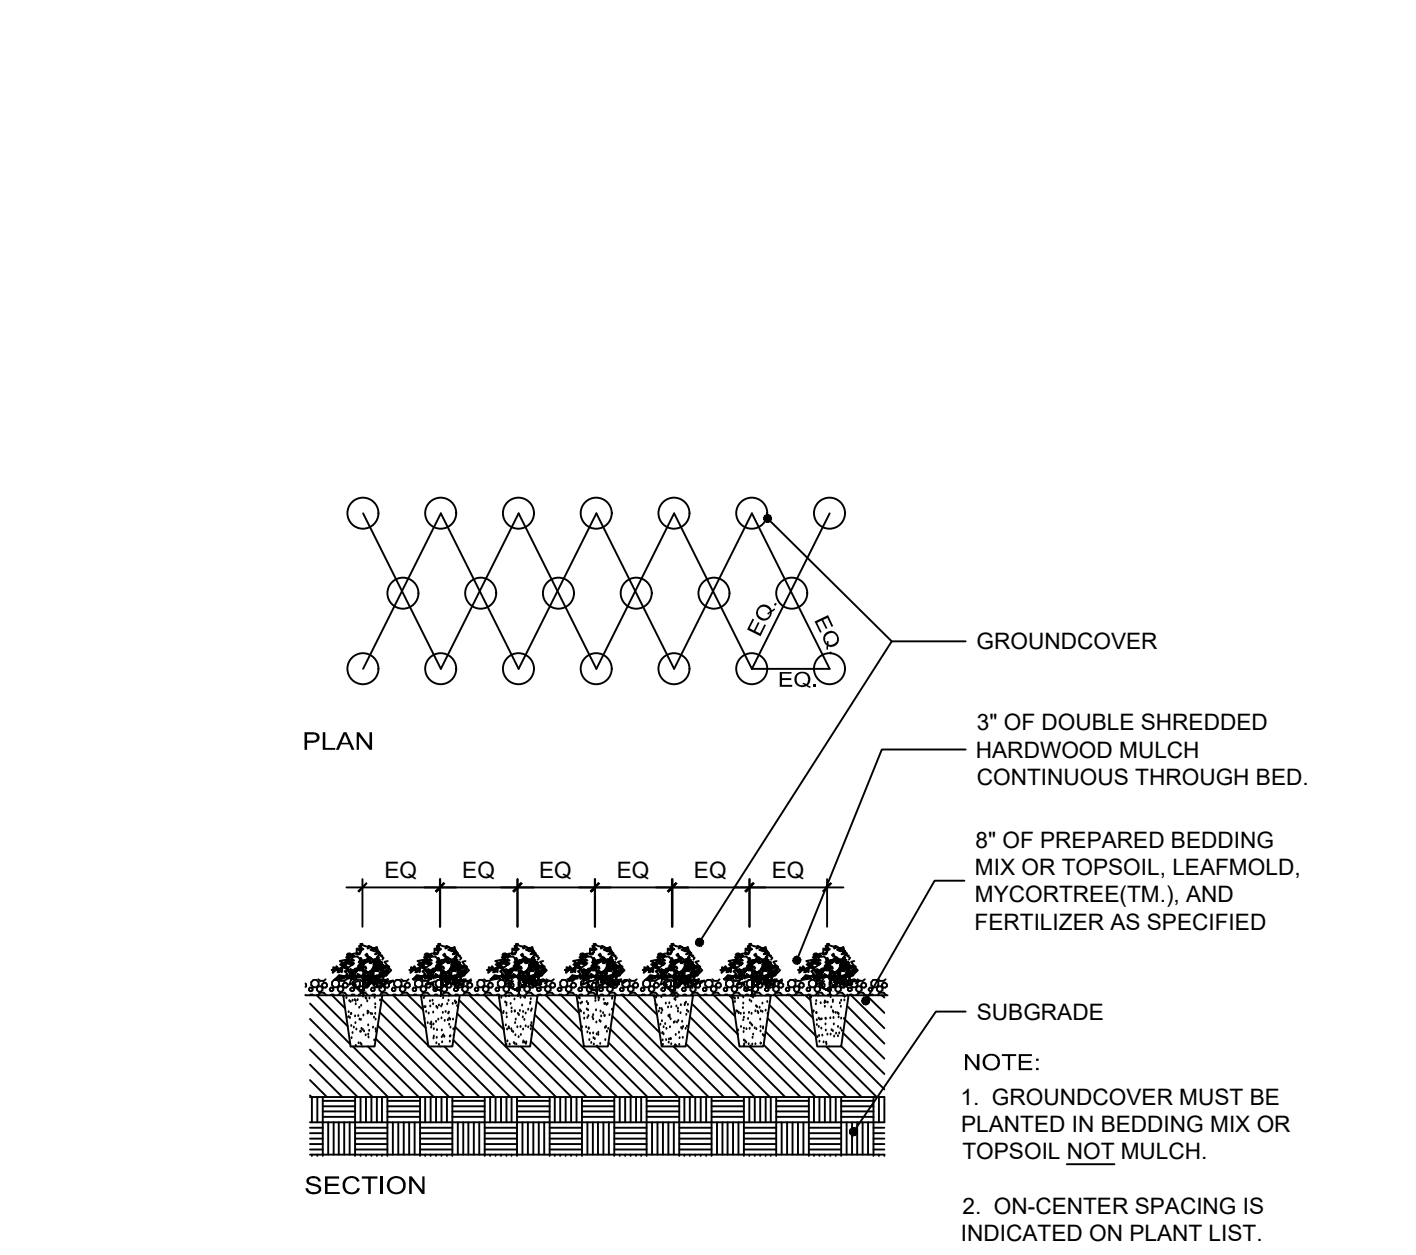 EQ.
EQ.
EQ.
GROUNDCOVER
PLAN
3" OF DOUBLE SHREDDED
HARDWOOD MULCH
CONTINUOUS THROUGH BED.
8" OF PREPARED BEDDING
MIX OR TOPSOIL, LEAFMOLD,
MYCORTREE(TM.), AND
FERTILIZER AS SPECIFIED
EQ EQ EQ EQ EQ EQ
SUBGRADE
NOTE:
1. GROUNDCOVER MUST BE
PLANTED IN BEDDING MIX OR
TOPSOIL NOT MULCH.
SECTION
2. ON-CENTER SPACING IS
INDICATED ON PLANT LIST.